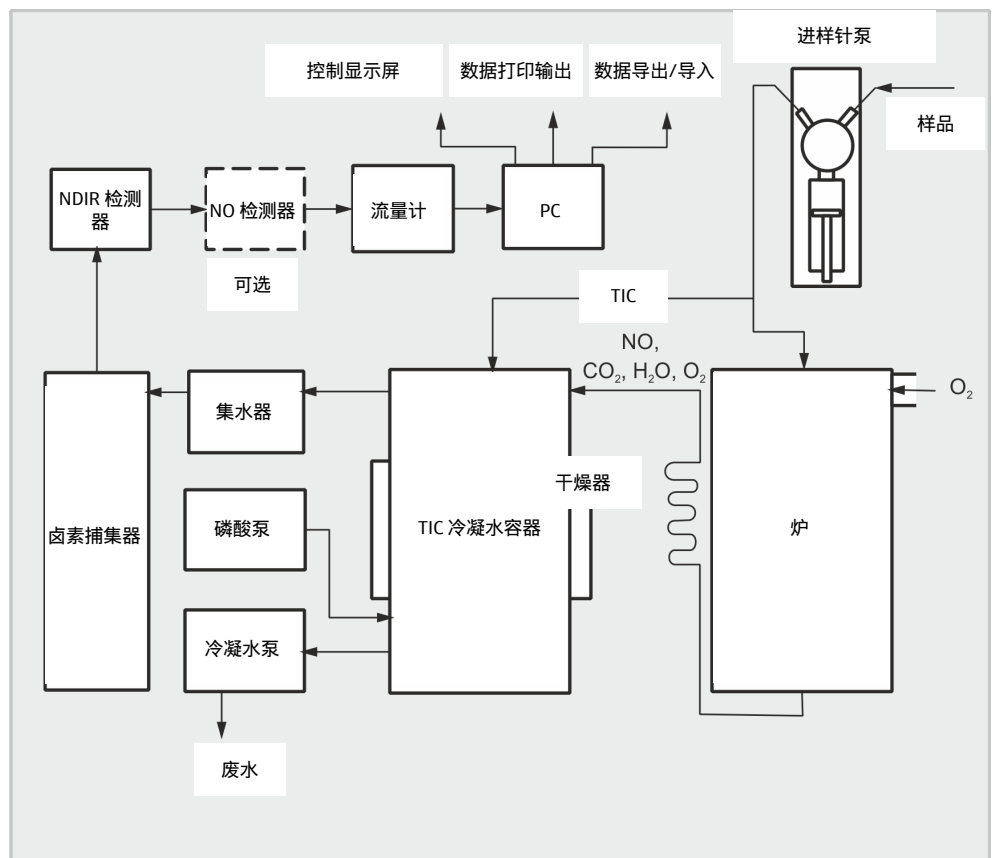 进样针泵
控制显示屏
数据打印输出
数据导出/导入
样品
NDIR 检测
器
NO 检测器
流量计
PC
可选
TIC
NO,
CO₂, H₂O, O₂
O₂
集水器
干燥器
卤素捕集器
磷酸泵
TIC 冷凝水容器
炉
冷凝水泵
废水